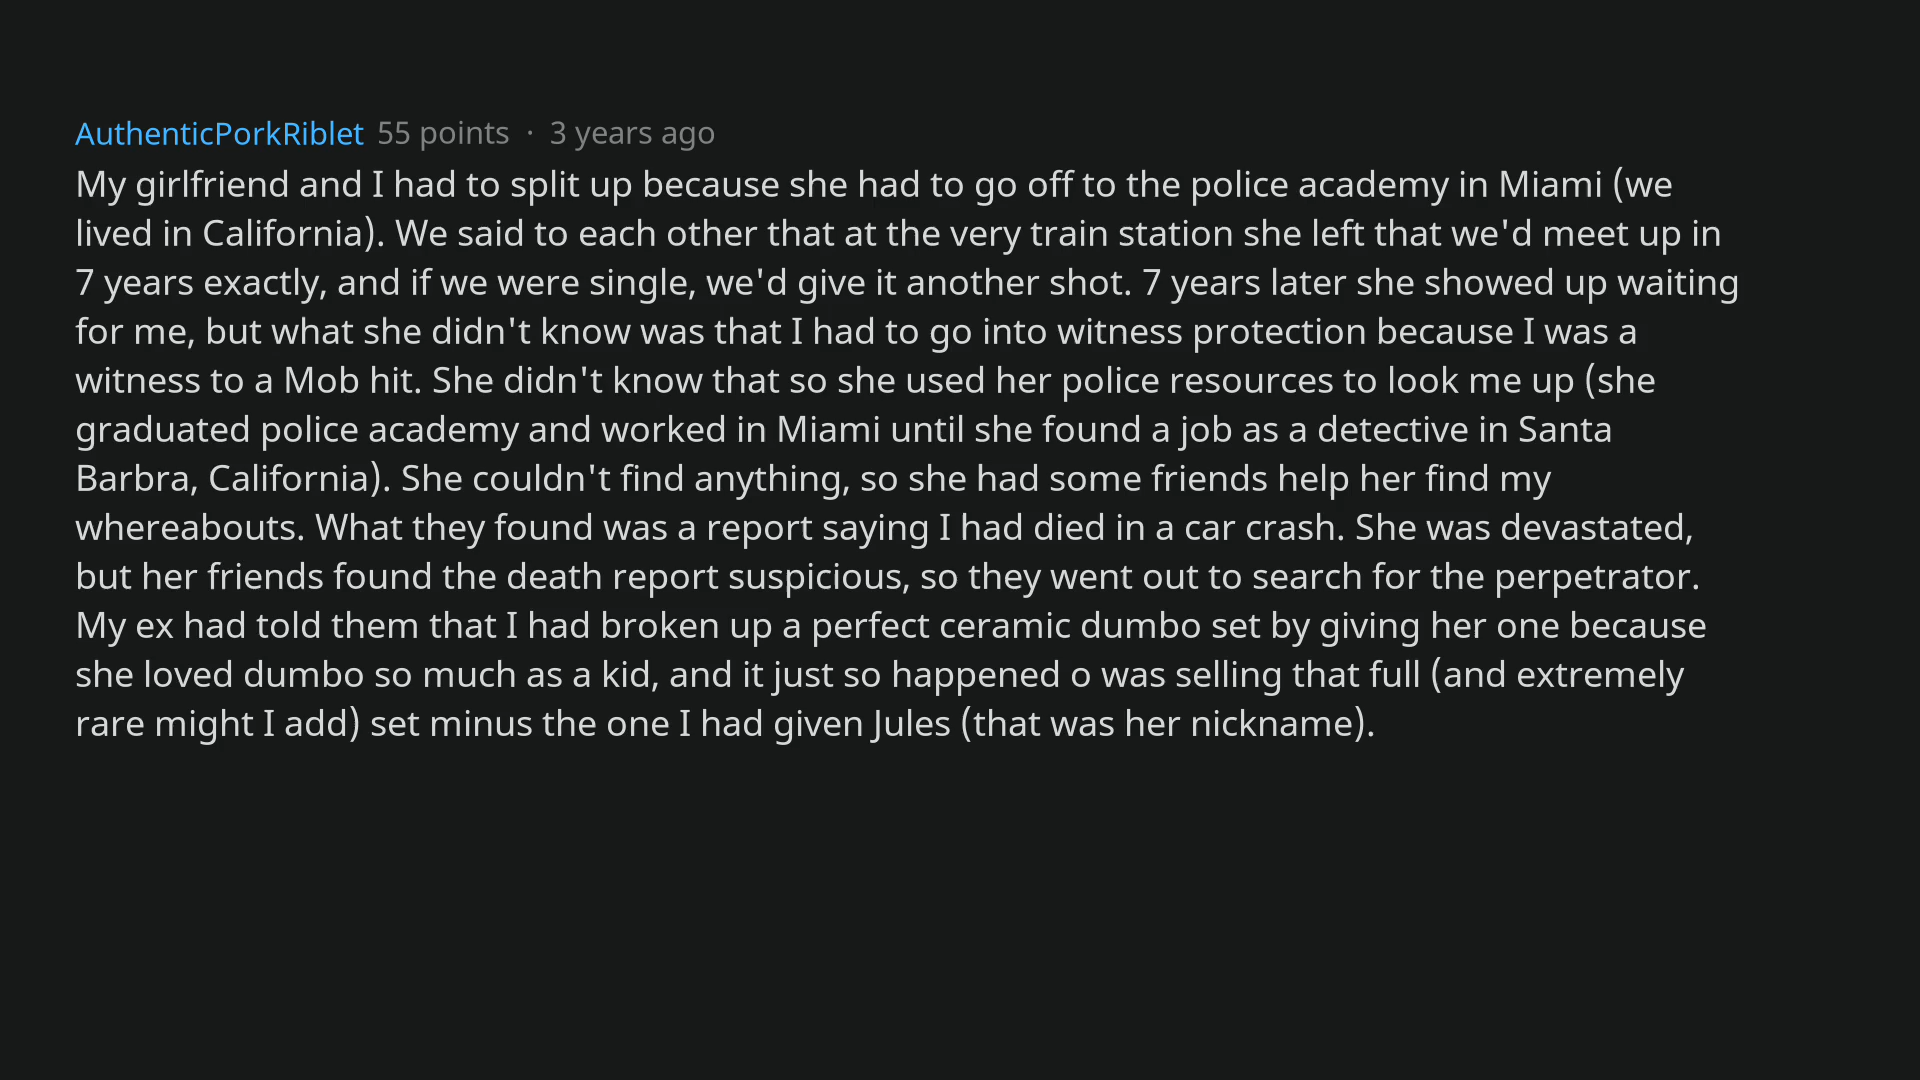 AuthenticPorkRiblet 55 points · 3 years ago
My girlfriend and I had to split up because she had to go off to the police academy in Miami (we
lived in California). We said to each other that at the very train station she left that we'd meet up in
7 years exactly, and if we were single, we'd give it another shot. 7 years later she showed up waiting
for me, but what she didn't know was that I had to go into witness protection because I was a
witness to a Mob hit. She didn't know that so she used her police resources to look me up (she
graduated police academy and worked in Miami until she found a job as a detective in Santa
Barbra, California). She couldn't find anything, so she had some friends help her find my
whereabouts. What they found was a report saying I had died in a car crash. She was devastated,
but her friends found the death report suspicious, so they went out to search for the perpetrator.
My ex had told them that I had broken up a perfect ceramic dumbo set by giving her one because
she loved dumbo so much as a kid, and it just so happened o was selling that full (and extremely
rare might I add) set minus the one I had given Jules (that was her nickname).